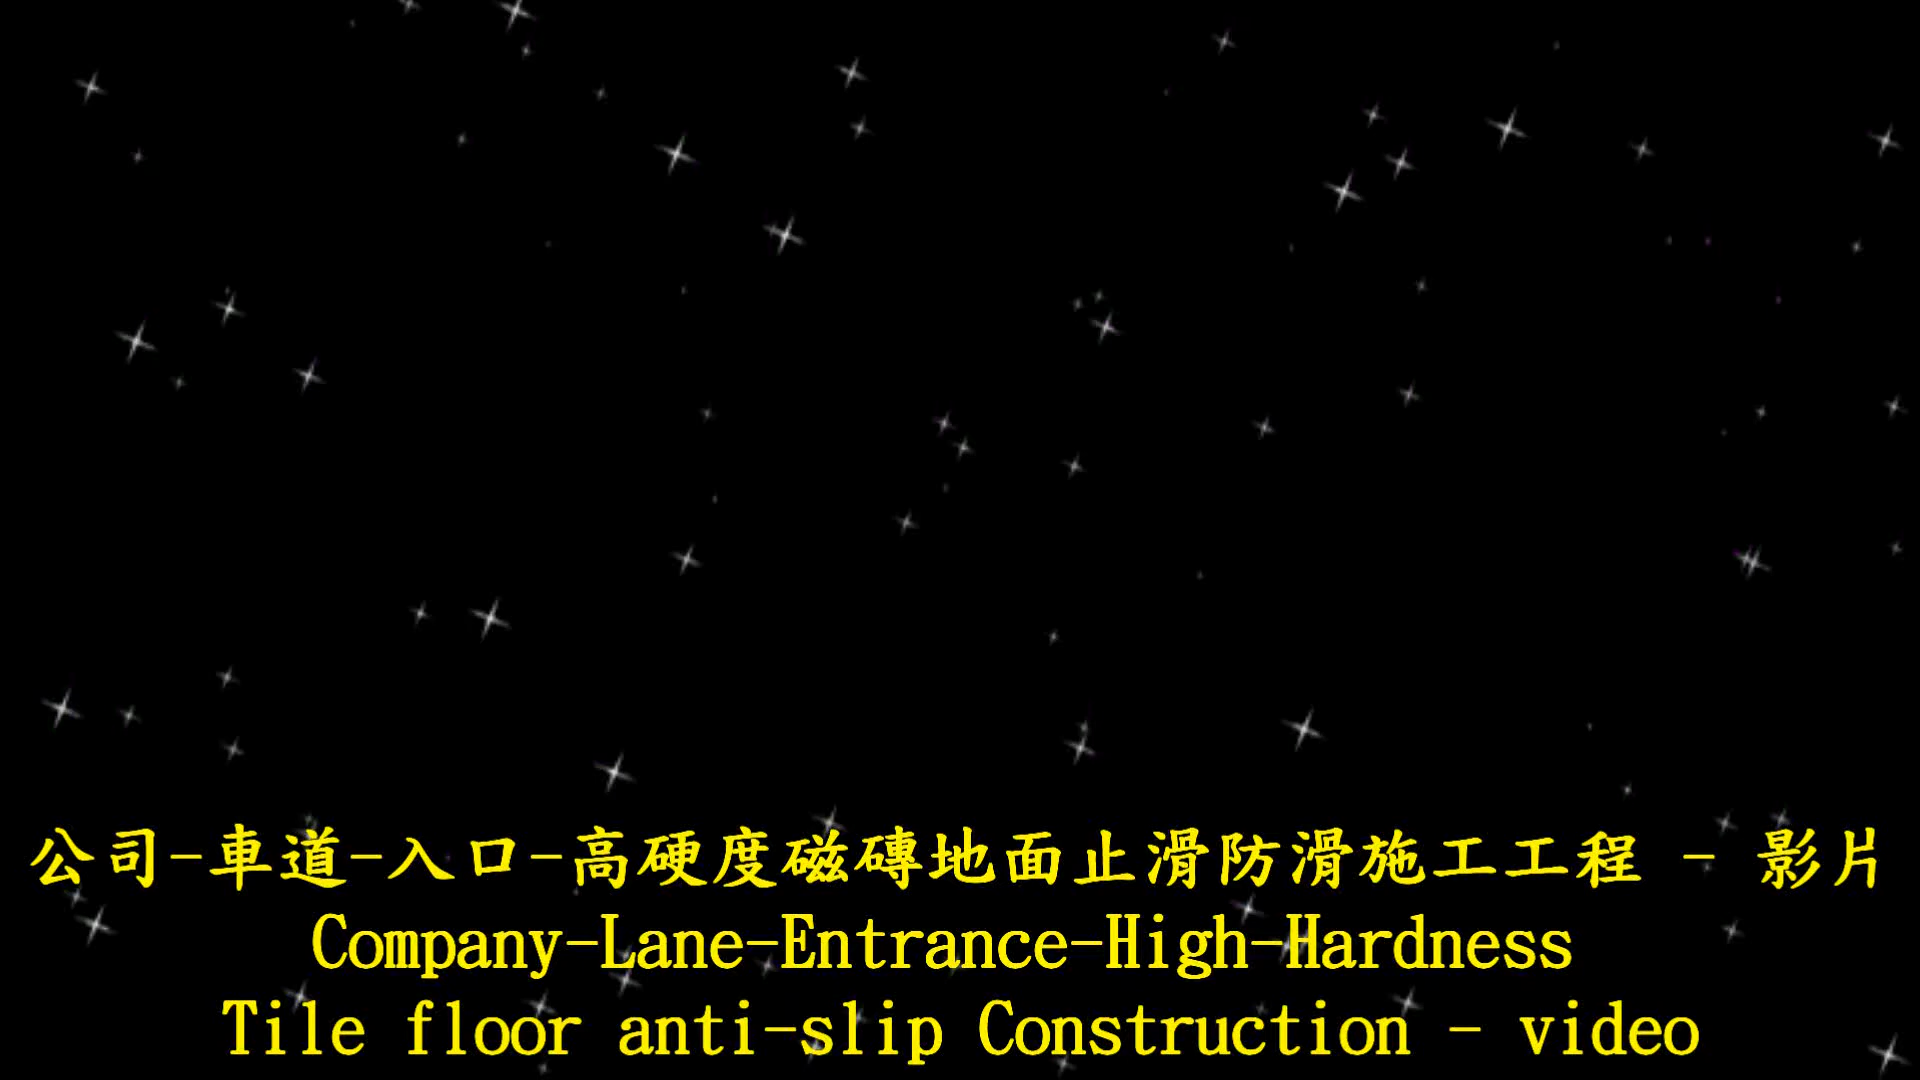 公司-車道-入口-高硬度磁磚地面止滑防滑施工工程 - 影片
Company-Lane-Entrance-High-Hardness
Tile floor anti-slip Construction - video